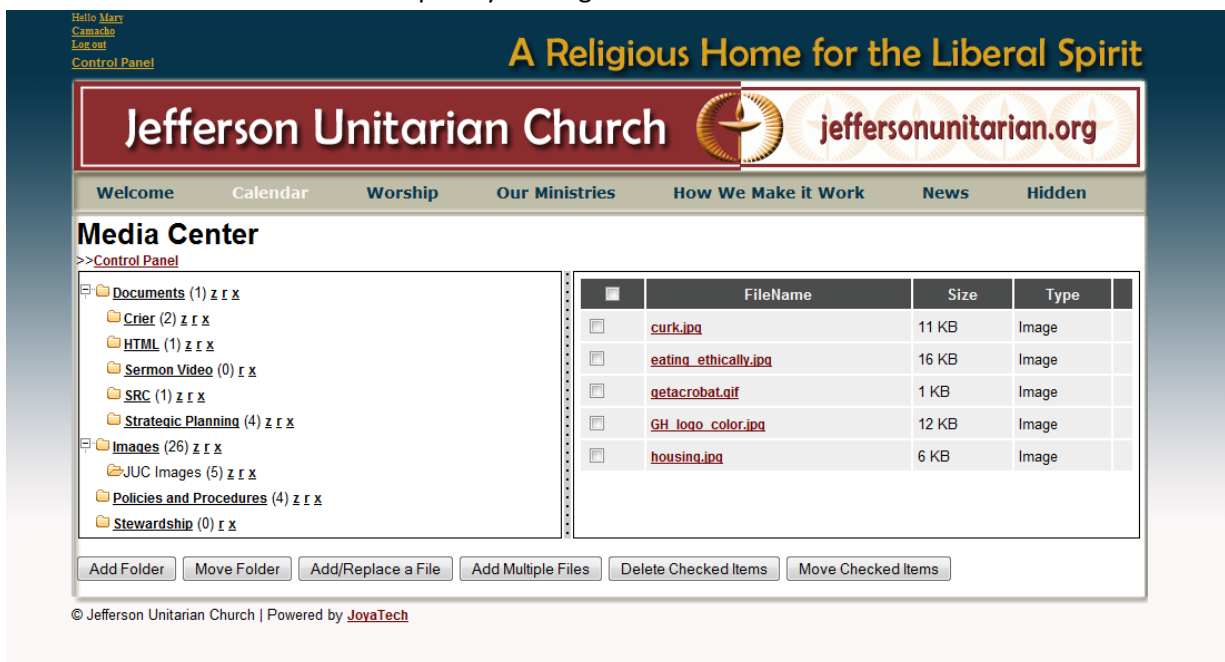 Hello Mary
Camacho
Log out
Control Panel
A Religious Home for the Liberal Spirit
Jefferson Unitarian Church jeffersonunitarian.org
Welcome Calendar Worship Our Ministries How We Make it Work News Hidden
Media Center
>>Control Panel
Documents (1) z r x
Crier (2) z r x
HTML (1) z r x
Sermon Video (0) r x
SRC (1) z r x
Strategic Planning (4) z r x
Images (26) z r x
JUC Images (5) z r x
Policies and Procedures (4) z r x
Stewardship (0) r x
FileName Size Type
curk.jpg 11 KB Image
eating_ethically.jpg 16 KB Image
getacrobat.gif 1 KB Image
GH_logo_color.jpg 12 KB Image
housing.jpg 6 KB Image
Add Folder Move Folder Add/Replace a File Add Multiple Files Delete Checked Items Move Checked Items
© Jefferson Unitarian Church | Powered by JoyaTech